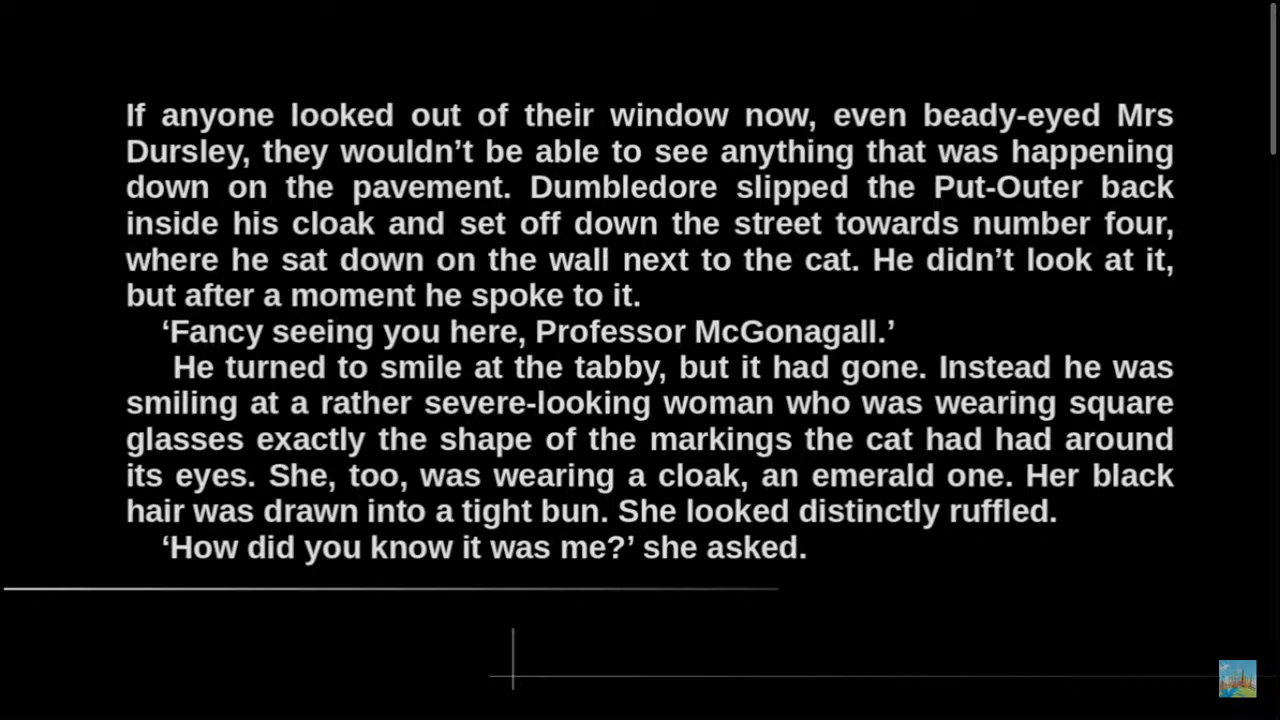 If anyone looked out of their window now, even beady-eyed Mrs
Dursley, they wouldn’t be able to see anything that was happening
down on the pavement. Dumbledore slipped the Put-Outer back
inside his cloak and set off down the street towards number four,
where he sat down on the wall next to the cat. He didn’t look at it,
but after a moment he spoke to it.
‘Fancy seeing you here, Professor McGonagall.’
He turned to smile at the tabby, but it had gone. Instead he was
smiling at a rather severe-looking woman who was wearing square
glasses exactly the shape of the markings the cat had had around
its eyes. She, too, was wearing a cloak, an emerald one. Her black
hair was drawn into a tight bun. She looked distinctly ruffled.
‘How did you know it was me?’ she asked.